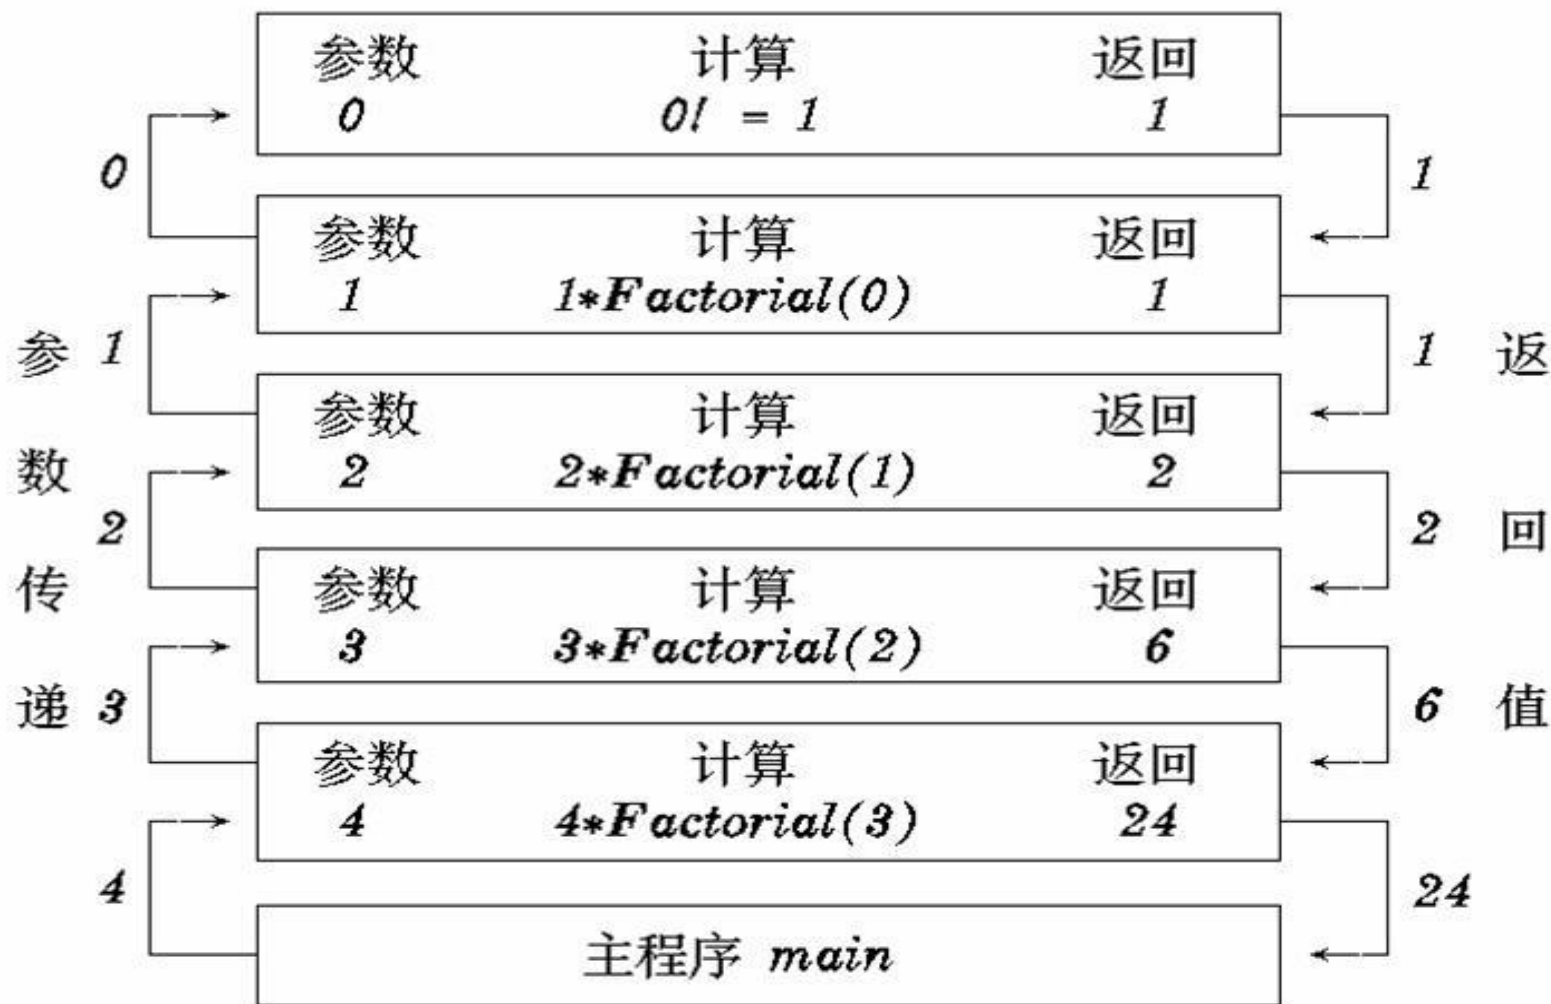 参数 计算 返回
0 0! = 1 1
0 1
参数 计算 返回
1 1*Factorial(0) 1
1 1
参数 计算 返回
2 2*Factorial(1) 2
2 2
参数 计算 返回
3 3*Factorial(2) 6
3 6
参数 计算 返回
4 4*Factorial(3) 24
4 24
主程序 main
参数传递
返回值